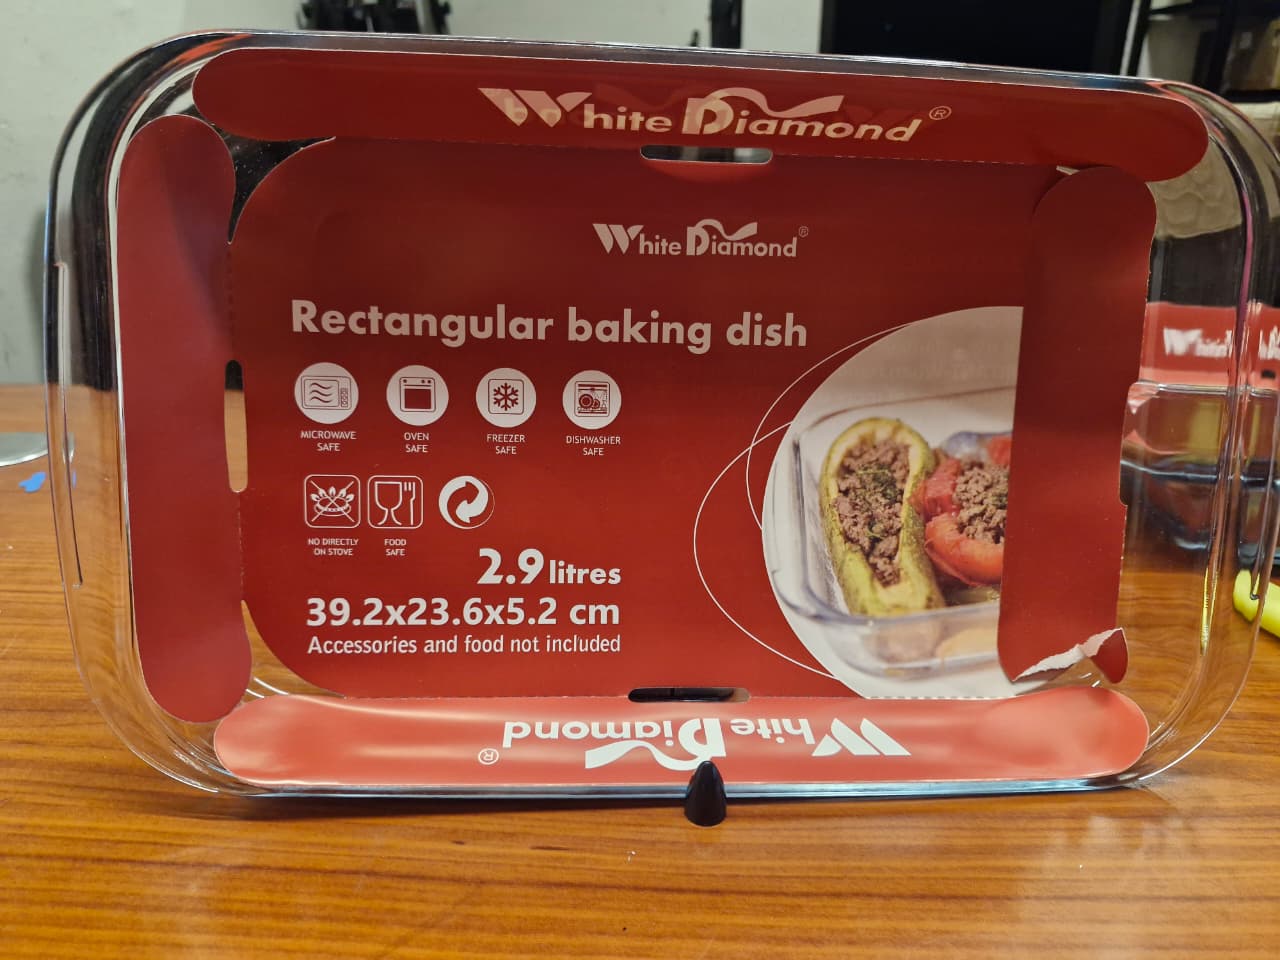 White Diamond®
White Diamond®
Rectangular baking dish
MICROWAVE SAFE
OVEN SAFE
FREEZER SAFE
DISHWASHER SAFE
NO DIRECTLY ON STOVE
FOOD SAFE
2.9 litres
39.2x23.6x5.2 cm
Accessories and food not included
White Diamond®
White